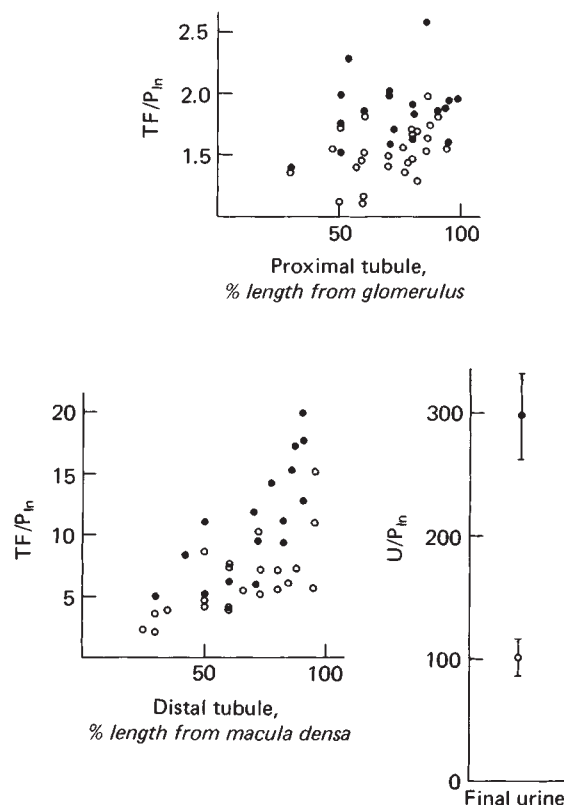 2.5
2.0
1.5
TF/P_In
50
100
Proximal tubule,
% length from glomerulus
20
15
10
5
TF/P_In
50
100
Distal tubule,
% length from macula densa
300
200
100
0
U/P_In
Final urine